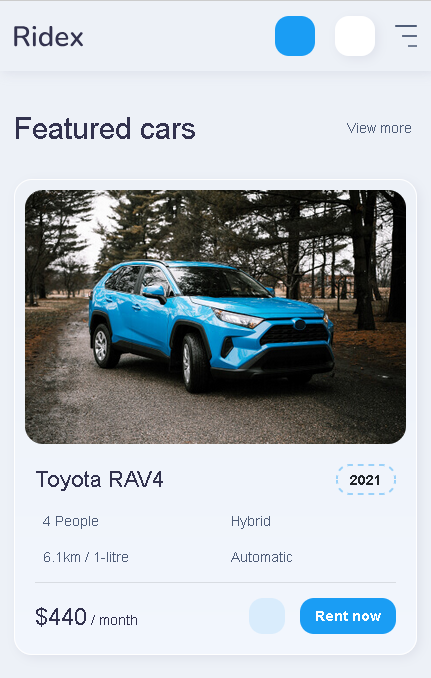 Ridex
Featured cars
View more
Toyota RAV4
2021
4 People
Hybrid
6.1km / 1-litre
Automatic
$440 / month
Rent now